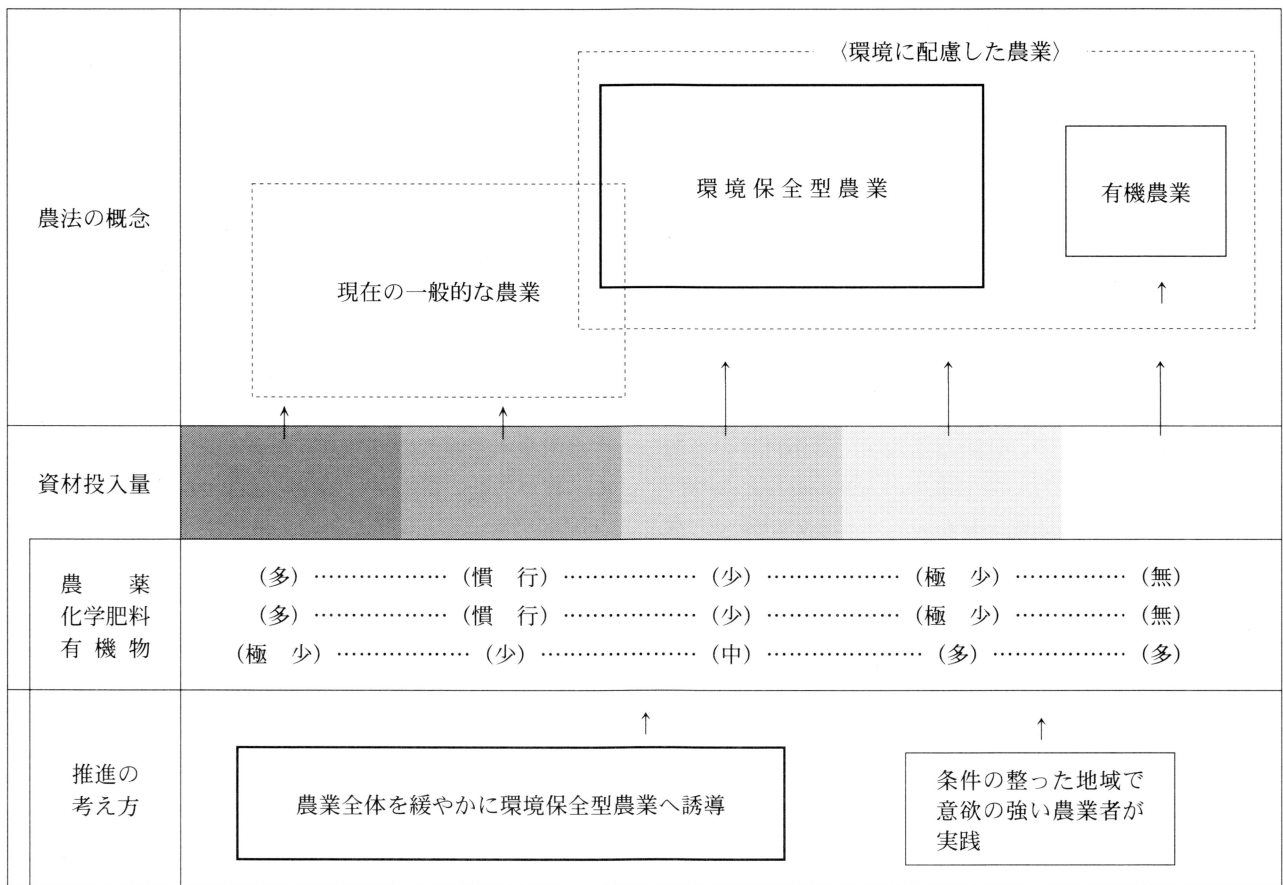 〈環境に配慮した農業〉
農法の概念
環境保全型農業
有機農業
現在の一般的な農業
資材投入量
農　　薬 (多) ⋯⋯⋯⋯⋯⋯ (慣　行) ⋯⋯⋯⋯⋯⋯ (少) ⋯⋯⋯⋯⋯⋯ (極　少) ⋯⋯⋯⋯⋯ (無)
化学肥料 (多) ⋯⋯⋯⋯⋯⋯ (慣　行) ⋯⋯⋯⋯⋯⋯ (少) ⋯⋯⋯⋯⋯⋯ (極　少) ⋯⋯⋯⋯⋯ (無)
有 機 物 (極　少) ⋯⋯⋯⋯⋯⋯ (少) ⋯⋯⋯⋯⋯⋯⋯ (中) ⋯⋯⋯⋯⋯⋯⋯ (多) ⋯⋯⋯⋯⋯⋯ (多)
推進の
考え方
農業全体を緩やかに環境保全型農業へ誘導
条件の整った地域で
意欲の強い農業者が
実践